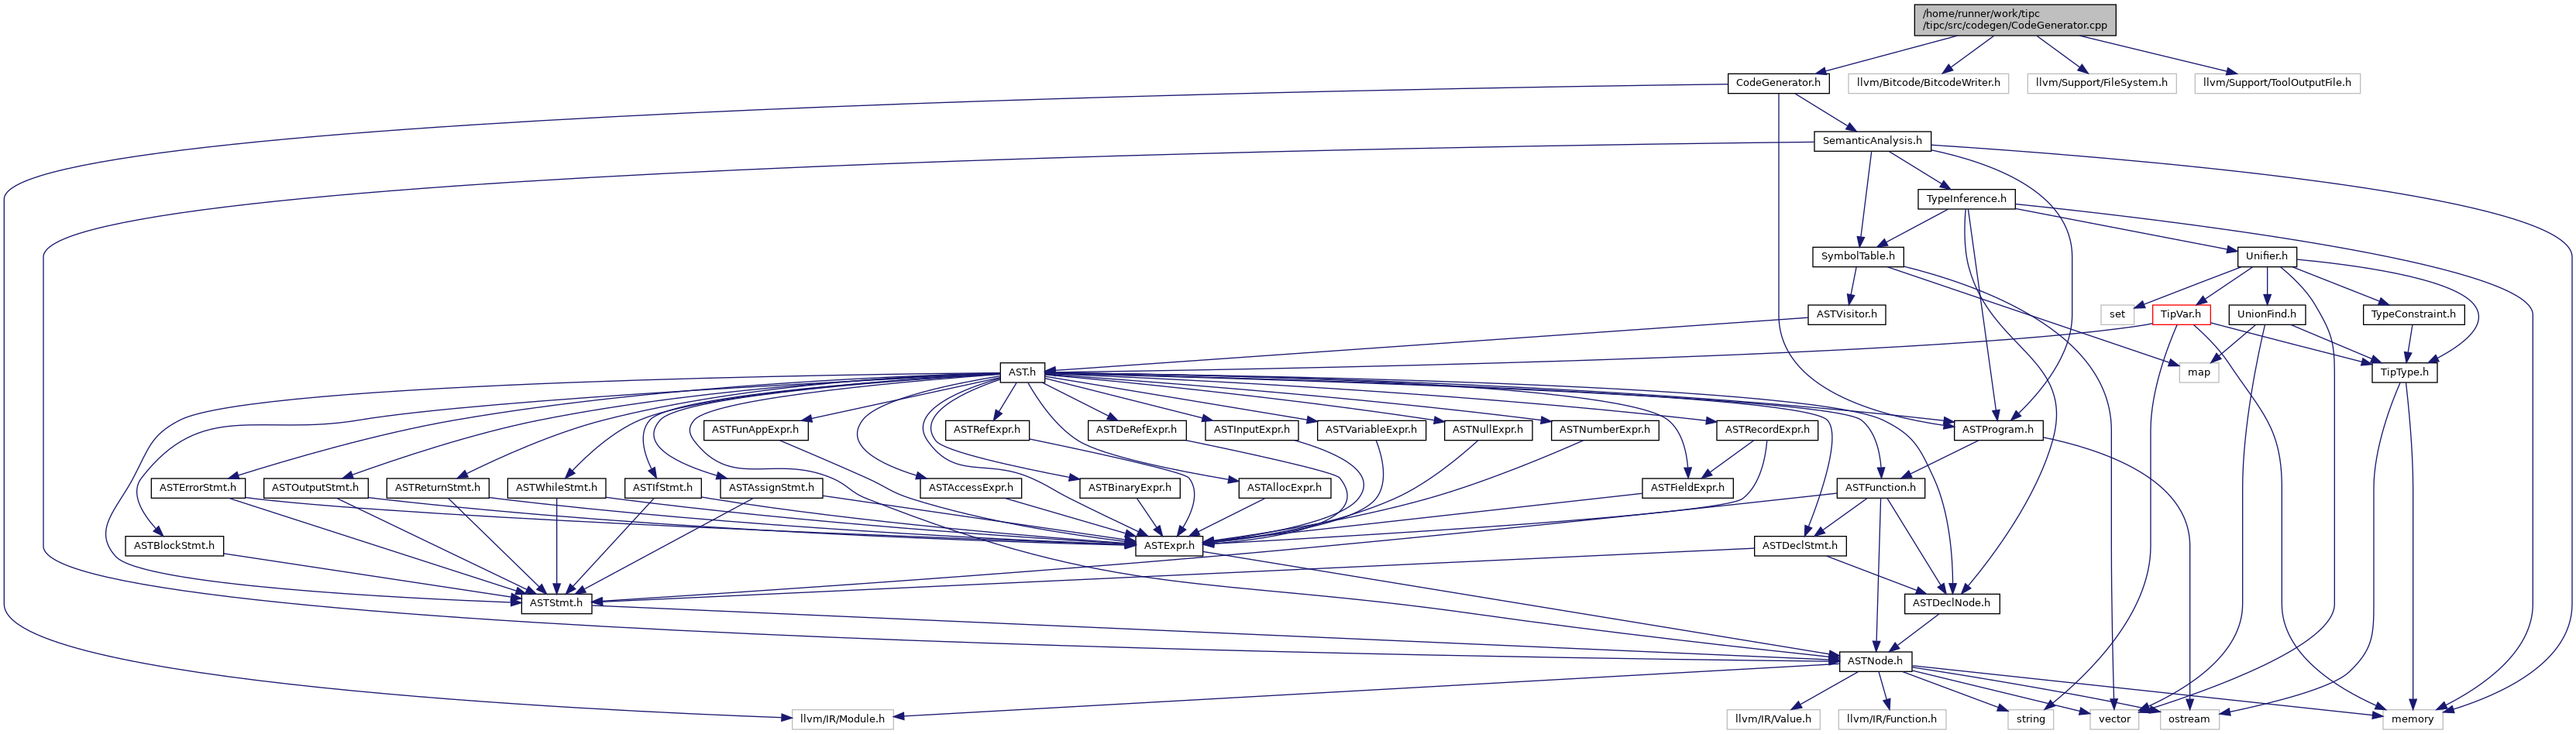 /home/runner/work/tipc
/tipc/src/codegen/CodeGenerator.cpp
CodeGenerator.h
llvm/Bitcode/BitcodeWriter.h
llvm/Support/FileSystem.h
llvm/Support/ToolOutputFile.h
SemanticAnalysis.h
TypeInference.h
SymbolTable.h
Unifier.h
ASTVisitor.h
set
TipVar.h
UnionFind.h
TypeConstraint.h
AST.h
map
TipType.h
ASTFunAppExpr.h
ASTRefExpr.h
ASTDeRefExpr.h
ASTInputExpr.h
ASTVariableExpr.h
ASTNullExpr.h
ASTNumberExpr.h
ASTRecordExpr.h
ASTProgram.h
ASTErrorStmt.h
ASTOutputStmt.h
ASTReturnStmt.h
ASTWhileStmt.h
ASTIfStmt.h
ASTAssignStmt.h
ASTAccessExpr.h
ASTBinaryExpr.h
ASTAllocExpr.h
ASTFieldExpr.h
ASTFunction.h
ASTBlockStmt.h
ASTExpr.h
ASTDeclStmt.h
ASTStmt.h
ASTDeclNode.h
ASTNode.h
llvm/IR/Module.h
llvm/IR/Value.h
llvm/IR/Function.h
string
vector
ostream
memory